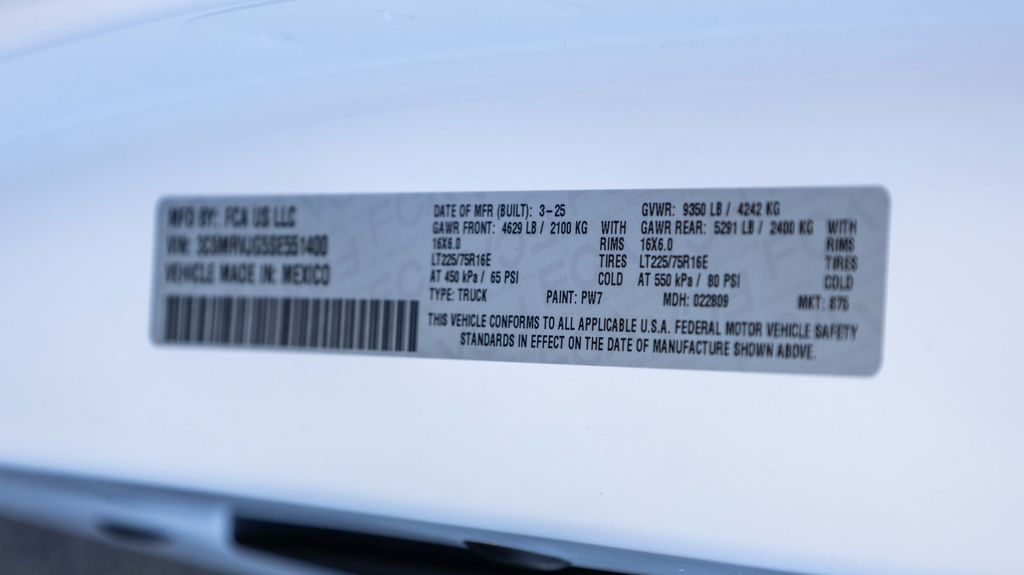 MFD BY: FCA US LLC
VIN: 3C6MRVJG5SE551400
VEHICLE MADE IN: MEXICO
DATE OF MFR (BUILT): 3-25 GVWR: 9350 LB / 4242 KG
GAWR FRONT: 4629 LB / 2100 KG WITH GAWR REAR: 5291 LB / 2400 KG WITH
16X6.0 RIMS 16X6.0 RIMS
LT225/75R16E TIRES LT225/75R16E TIRES
AT 450 kPa / 65 PSI COLD AT 550 kPa / 80 PSI COLD
TYPE: TRUCK PAINT: PW7 MDH: 022809 MKT: 876
THIS VEHICLE CONFORMS TO ALL APPLICABLE U.S.A. FEDERAL MOTOR VEHICLE SAFETY
STANDARDS IN EFFECT ON THE DATE OF MANUFACTURE SHOWN ABOVE.